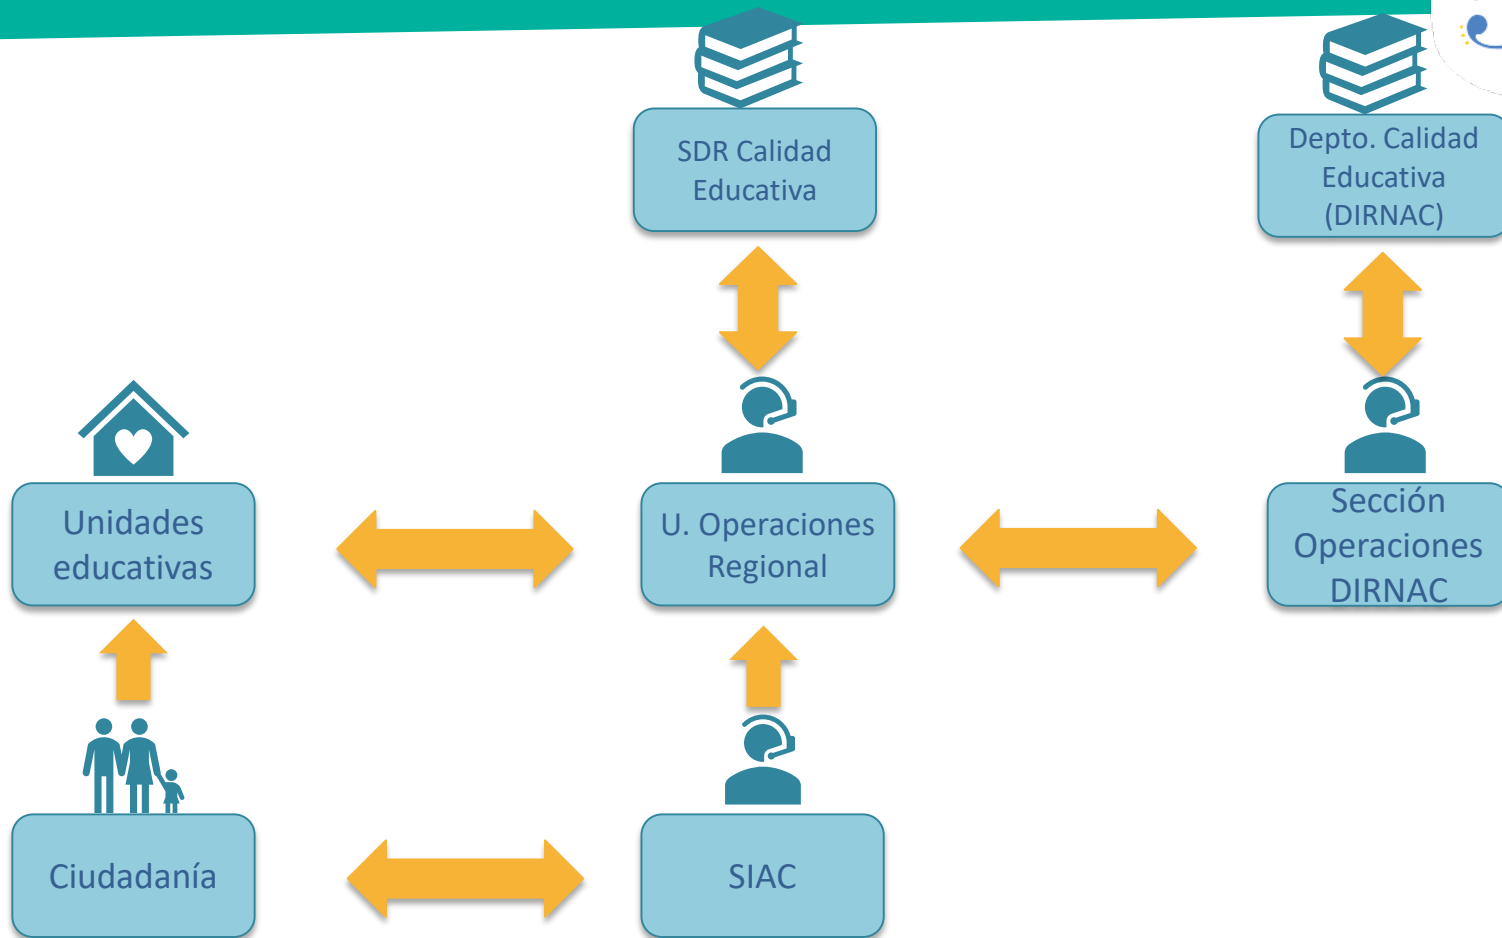 SDR Calidad
Educativa
Depto. Calidad
Educativa
(DIRNAC)
Unidades
educativas
U. Operaciones
Regional
Sección
Operaciones
DIRNAC
Ciudadanía
SIAC